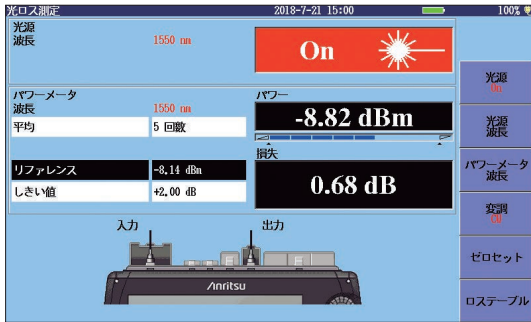 光ロス測定 2018-7-21 15:00 100%
光源
波長 1550 nm
On
パワーメータ
波長 1550 nm
平均 5 回数
パワー
-8.82 dBm
リファレンス -8.14 dBm
しきい値 +2.00 dB
損失
0.68 dB
入力 出力
Anritsu
光源
On
光源
波長
パワーメータ
波長
変調
CW
ゼロセット
ロステーブル